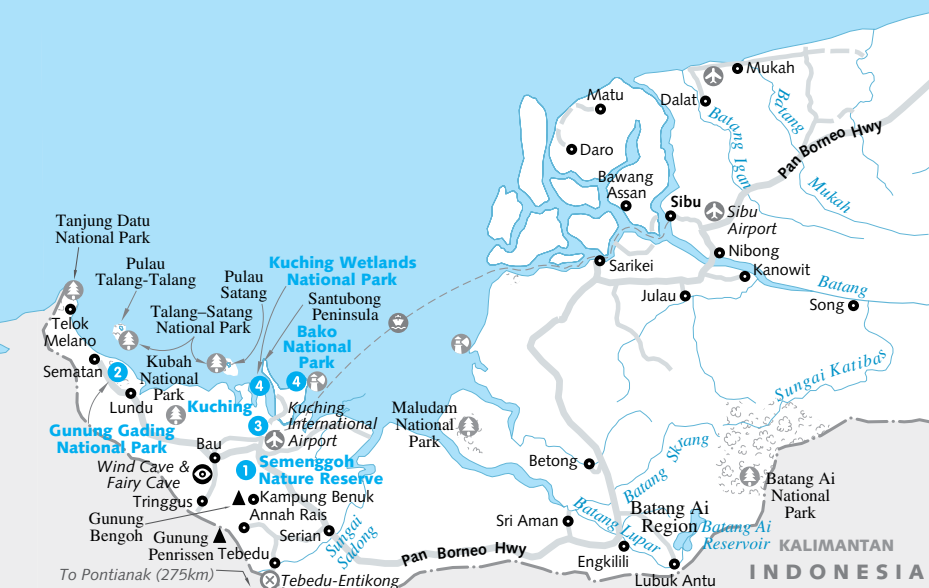 Mukah
Matu
Dalat
Batang
Batang Igan
Pan Borneo Hwy
Daro
Bawang
Assan
Mukah
Sibu
Sibu
Airport
Tanjung Datu
National Park
Nibong
Kuching Wetlands
National Park
Pulau
Talang-Talang
Pulau
Satang
Sarikei
Kanowit
Santubong
Peninsula
Batang
Julau
Song
Talang–Satang
National Park
Telok
Melano
Bako
National
Park
Sematan
2
Kubah
National
Park
4
4
Sungai Katibas
Lundu
Kuching
3
Kuching
International
Airport
Maludam
National
Park
Gunung Gading
National Park
Bau
Batang Skrang
Wind Cave &
Fairy Cave
1
Semenggoh
Nature Reserve
Betong
Batang Ai
National
Park
Tringgus
Kampung Benuk
Annah Rais
Gunung
Bengoh
Sri Aman
Batang Lupar
Batang Ai
Region
Batang Ai
Reservoir
Serian
Sungai
Sadong
Gunung
Penrissen
Tebedu
Pan Borneo Hwy
Engkilili
KALIMANTAN
INDONESIA
To Pontianak (275km)
Tebedu-Entikong
Lubuk Antu